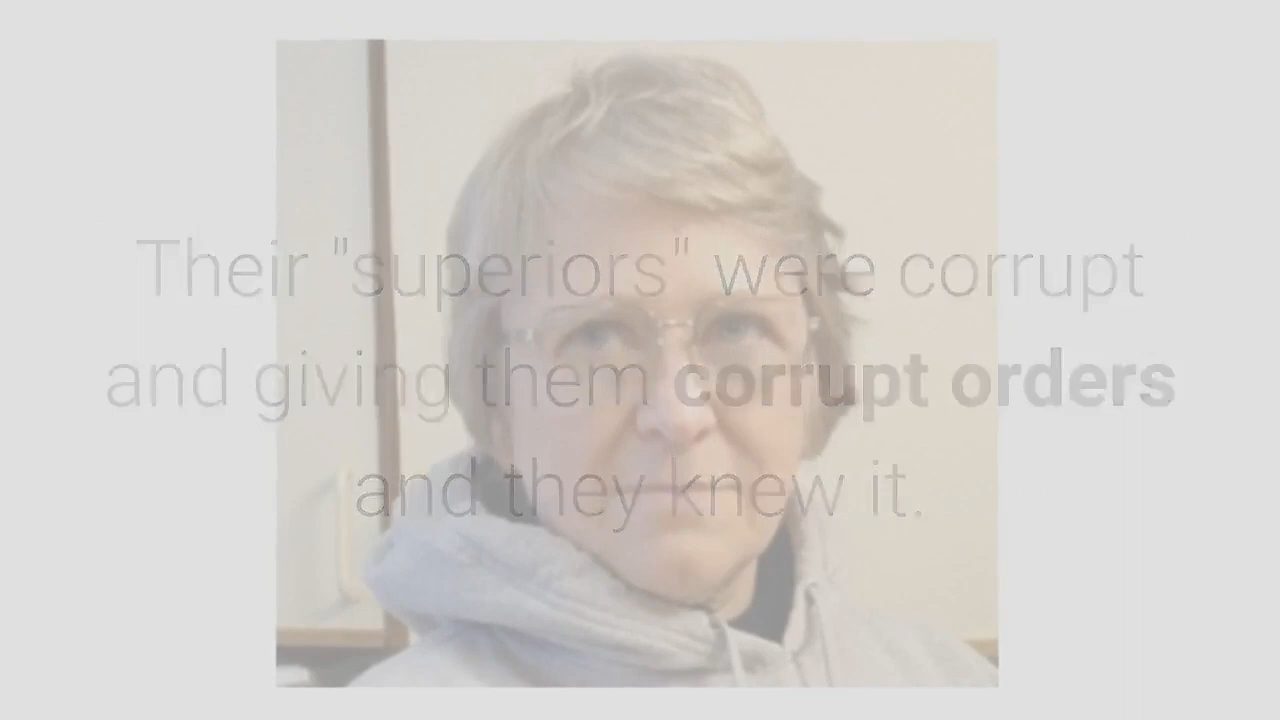 Their "superiors" were corrupt
and giving them corrupt orders
and they knew it.